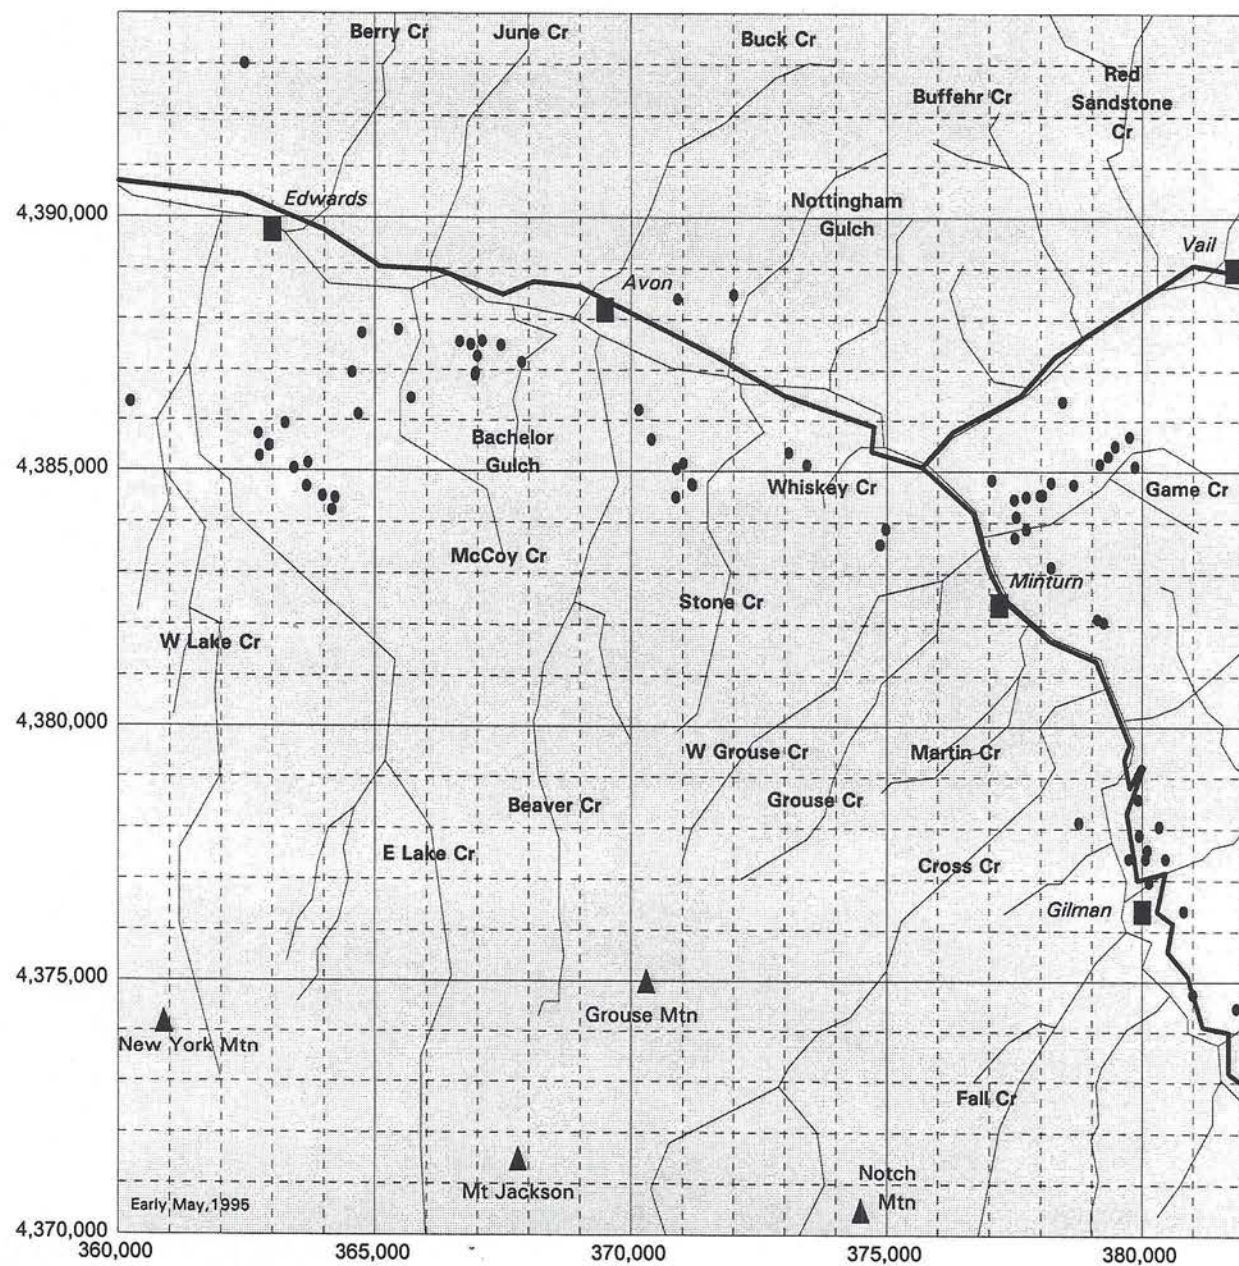 Berry Cr
June Cr
Buck Cr
Buffehr Cr
Red
Sandstone
Cr
Edwards
4,390,000
Nottingham
Gulch
Vail
Avon
Bachelor
Gulch
4,385,000
Whiskey Cr
Game Cr
McCoy Cr
Minturn
Stone Cr
W Lake Cr
4,380,000
W Grouse Cr
Martin Cr
Beaver Cr
Grouse Cr
E Lake Cr
Cross Cr
Gilman
4,375,000
Grouse Mtn
New York Mtn
Fall Cr
Notch
Mtn
Mt Jackson
Early May, 1995
4,370,000
360,000
365,000
370,000
375,000
380,000